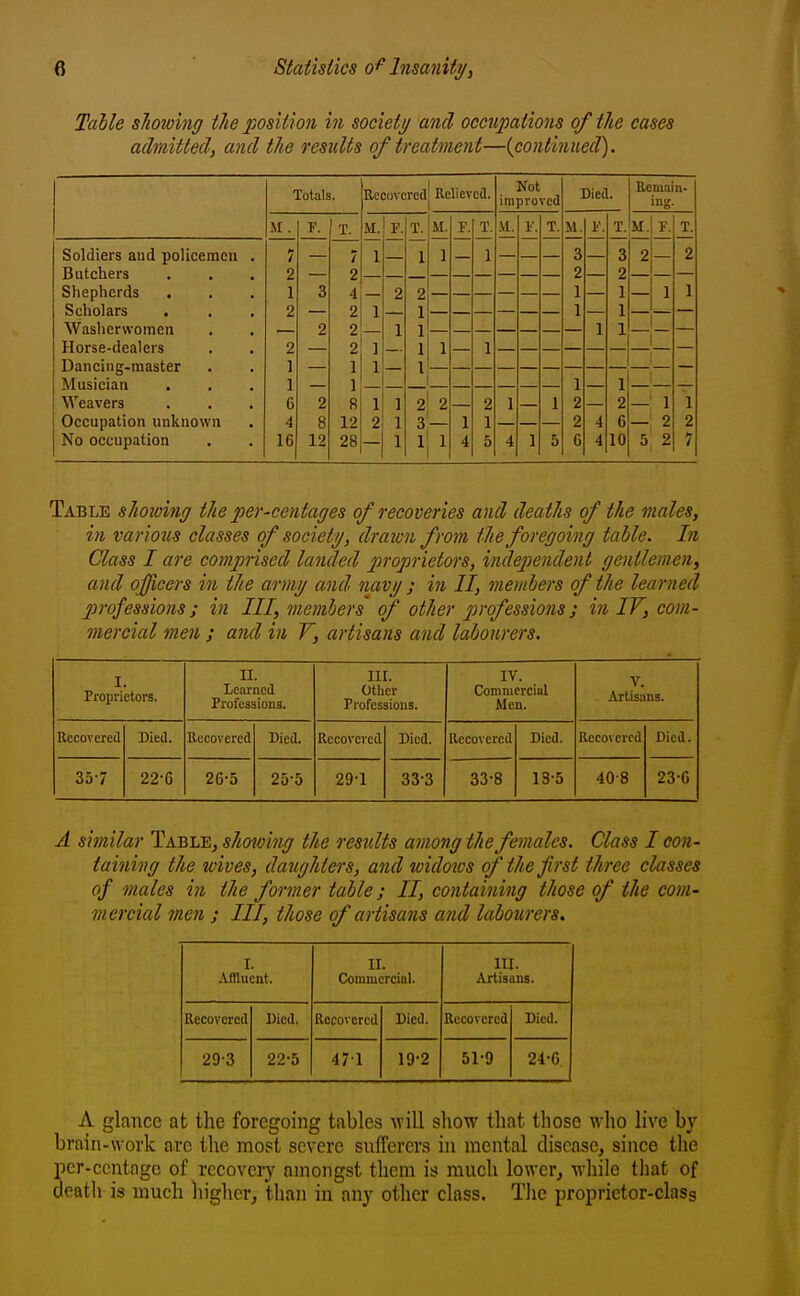 6 Statistics of Insanity,
Table showing the position in society and occupations of the cases
admitted, and the results of treatment—(continued).
Totals. Recovered Relieved. Not improved Died. Remaining.
M. F. T. M. F. T. M. F. T. M. F. T. M. F. T. M. F. T.
Soldiers and policemen . 7 — 7 1 — 1 1 — 1 — — — 3 — 3 2 — 2
Butchers . . . 2 — 2 — — — — — — — — — 2 — 2 — — —
Shepherds . . . 1 3 4 — 2 2 — — — — — — 1 — 1 — 1 1
Scholars . . . 2 — 2 1 — 1 — — — — — — 1 — 1 — — —
Washerwomen . . — 2 2 — 1 1 — — — — — — — 1 1 — — —
Horse-dealers . . 2 — 2 1 — 1 1 — 1 — — — — — — — — —
Dancing-master . . 1 — 1 1 — 1 — — — — — — — — — — — —
Musician . . . 1 — 1 — — — — — — — — — 1 — 1 — — —
Weavers . . . 6 2 8 1 1 2 2 — 2 1 — 1 2 — 2 — 1 1
Occupation unknown . 4 8 12 2 1 3 — 1 1 — — — 2 4 6 — 2 2
No occupation . . 16 12 28 — 1 1 1 4 5 4 1 5 6 4 10 5 2 7
Table showing the per-centages of recoveries and deaths of the males,
in various classes of society, drawn from the foregoing table. In
Class I are comprised landed proprietors, independent gentlemen,
and officers in the army and navy; in II, members of the learned
professions; in III, members of other professions; in IV, com-
mercial men; and in V, artisans and labourers.
I. Proprietors. II. Learned Professions. III. Other Professions. IV. Commercial Men. V. Artisans.
Recovered Died. Recovered Died. Recovered Died. Recovered Died. Recovered Died.
35·7 22·6 26·5 25·5 29·1 33·3 33·8 13·5 40·8 23·6
A similar Table, showing the results among the females. Class I con-
taining the wives, daughters, and widows of the first three classes
of males in the former table; II, containing those of the com-
mercial men; III, those of artisans and labourers.
I. Affluent. II. Commercial. III. Artisans.
Recovered Died. Recovered Died. Recovered Died.
29·3 22·5 47·1 19·2 51·9 24·6
A glance at the foregoing tables will show that those who live by
brain-work are the most severe sufferers in mental disease, since the
per-centage of recovery amongst them is much lower, while that of
death is much higher, than in any other class. The proprietor-class